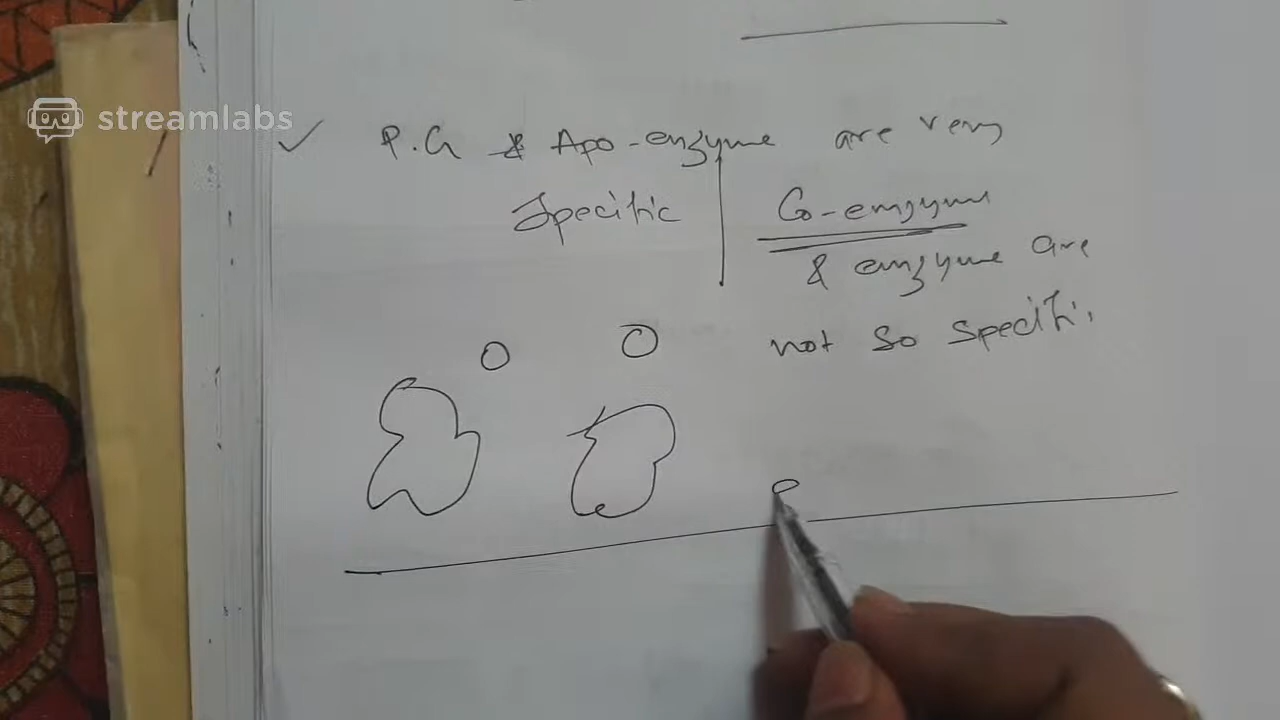 streamlabs
✓ P.G & Apo-enzyme are very
specific
Co-enzyme
& enzyme are
not so specific